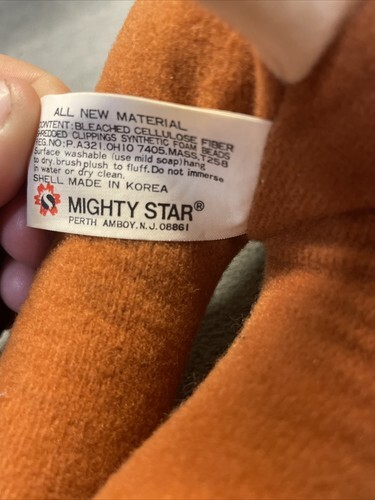 ALL NEW MATERIAL
CONTENT: BLEACHED CELLULOSE FIBER
SHREDDED CLIPPINGS SYNTHETIC FOAM BEADS
REG. NO: P.A321.OH10 7405.MASS.T258
Surface washable (use mild soap) hang
to dry. brush plush to fluff. Do not immerse
in water or dry clean.
SHELL MADE IN KOREA
S MIGHTY STAR®
PERTH AMBOY, N.J. 08861